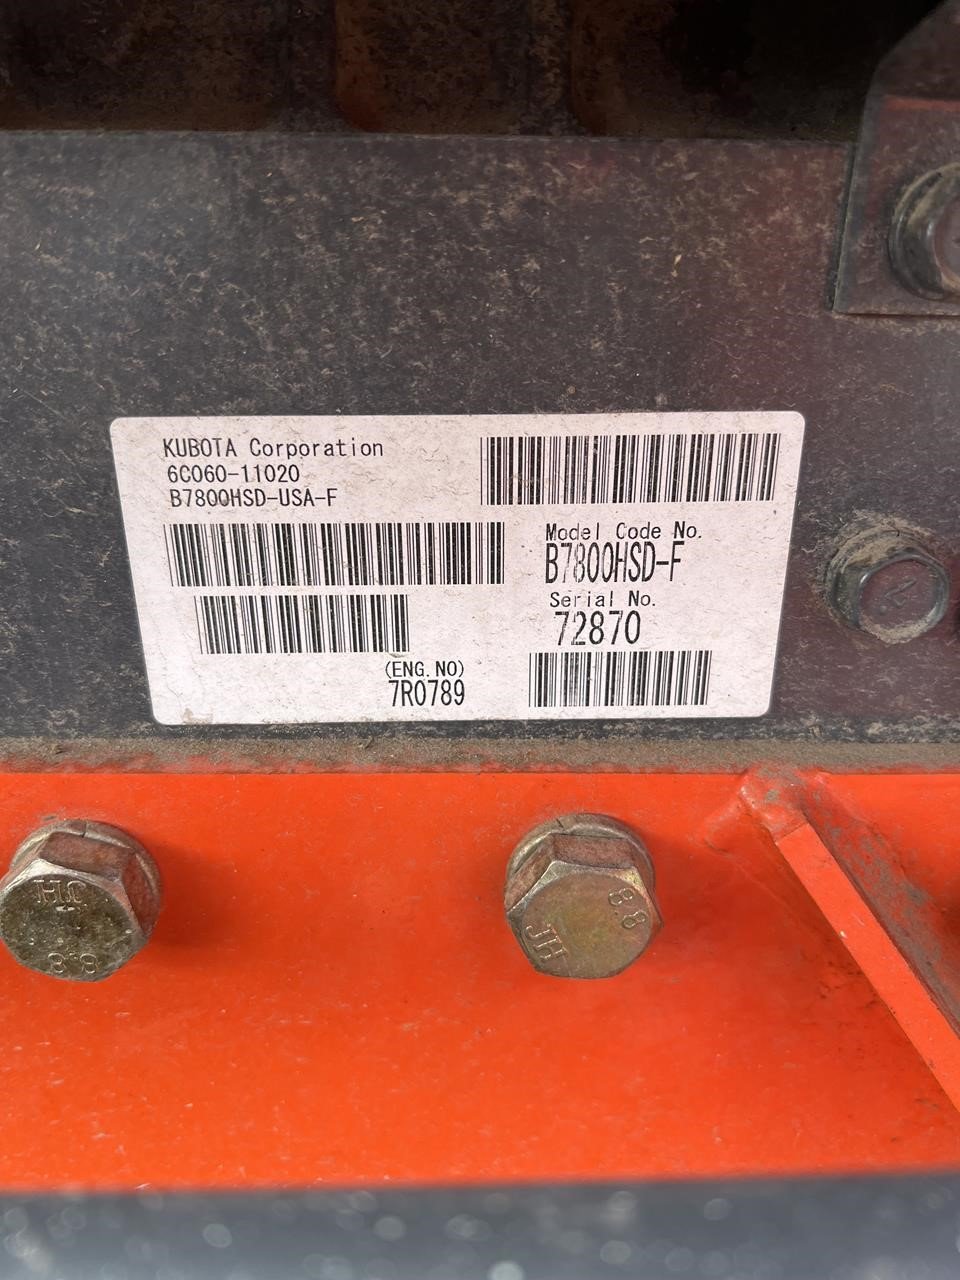 KUBOTA Corporation
6C060-11020
B7800HSD-USA-F
Model Code No.
B7800HSD-F
Serial No.
72870
(ENG.NO)
7R0789
JH
8.8
JH
8.8